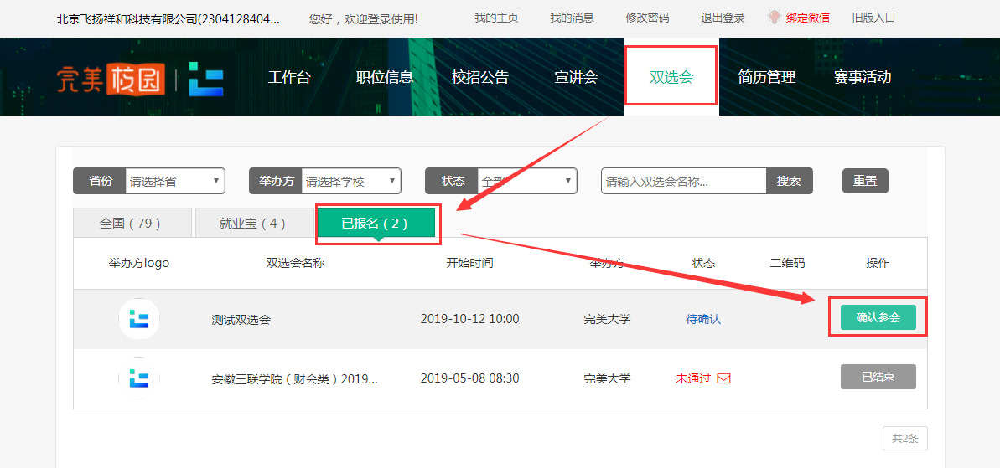 北京飞扬祥和科技有限公司(2304128404... 您好，欢迎登录使用! 我的主页 我的消息 修改密码 退出登录 绑定微信 旧版入口
完美校园 工作台 职位信息 校招公告 宣讲会 双选会 简历管理 赛事活动
省份 请选择省 举办方 请选择学校 状态 全部 请输入双选会名称... 搜索 重置
全国（79） 就业宝（4） 已报名（2）
举办方logo 双选会名称 开始时间 举办方 状态 二维码 操作
测试双选会 2019-10-12 10:00 完美大学 待确认 确认参会
安徽三联学院（财会类）2019... 2019-05-08 08:30 完美大学 未通过 已结束
共2条